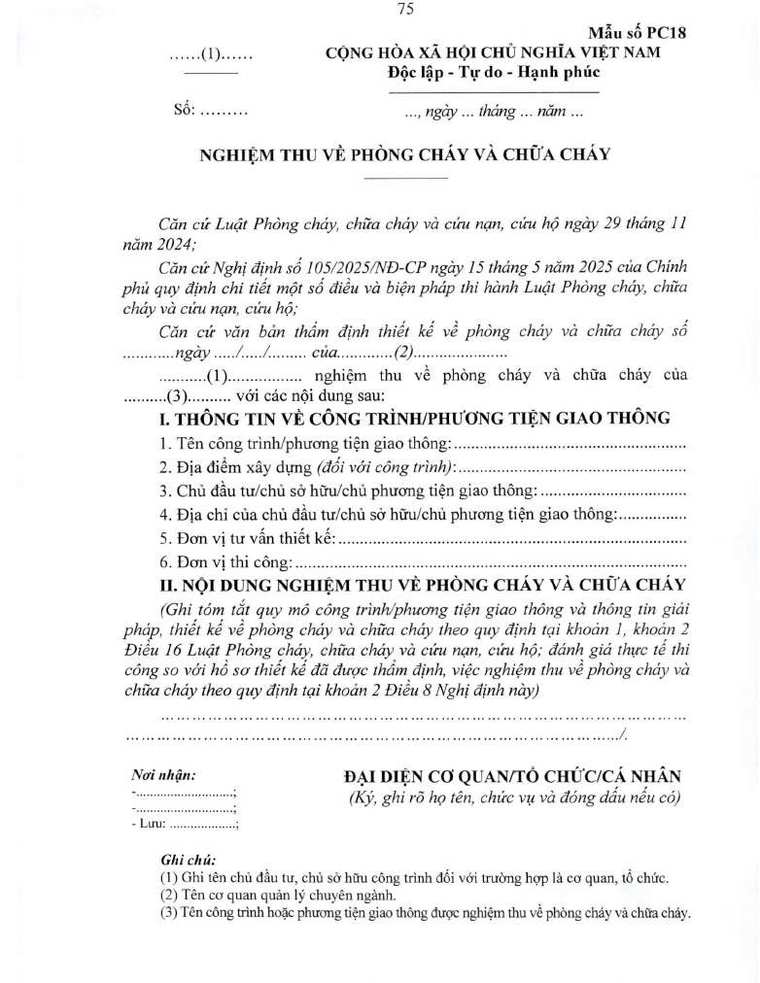 75
Mẫu số PC18
......(1)......
CỘNG HÒA XÃ HỘI CHỦ NGHĨA VIỆT NAM
Độc lập - Tự do - Hạnh phúc
Số: .........
..., ngày ... tháng ... năm ...
NGHIỆM THU VỀ PHÒNG CHÁY VÀ CHỮA CHÁY
Căn cứ Luật Phòng cháy, chữa cháy và cứu nạn, cứu hộ ngày 29 tháng 11
năm 2024;
Căn cứ Nghị định số 105/2025/NĐ-CP ngày 15 tháng 5 năm 2025 của Chính
phủ quy định chi tiết một số điều và biện pháp thi hành Luật Phòng cháy, chữa
cháy và cứu nạn, cứu hộ;
Căn cứ văn bản thẩm định thiết kế về phòng cháy và chữa cháy số
............ngày ...../...../......... của.............(2)......................
...........(1)................. nghiệm thu về phòng cháy và chữa cháy của
..........(3).......... với các nội dung sau:
I. THÔNG TIN VỀ CÔNG TRÌNH/PHƯƠNG TIỆN GIAO THÔNG
1. Tên công trình/phương tiện giao thông:......................................................
2. Địa điểm xây dựng (đối với công trình):.....................................................
3. Chủ đầu tư/chủ sở hữu/chủ phương tiện giao thông:..................................
4. Địa chỉ của chủ đầu tư/chủ sở hữu/chủ phương tiện giao thông:................
5. Đơn vị tư vấn thiết kế:................................................................................
6. Đơn vị thi công:..........................................................................................
II. NỘI DUNG NGHIỆM THU VỀ PHÒNG CHÁY VÀ CHỮA CHÁY
(Ghi tóm tắt quy mô công trình/phương tiện giao thông và thông tin giải
pháp, thiết kế về phòng cháy và chữa cháy theo quy định tại khoản 1, khoản 2
Điều 16 Luật Phòng cháy, chữa cháy và cứu nạn, cứu hộ; đánh giá thực tế thi
công so với hồ sơ thiết kế đã được thẩm định, việc nghiệm thu về phòng cháy và
chữa cháy theo quy định tại khoản 2 Điều 8 Nghị định này)
……………………………………………………………………………………
………………………………………………………………………………./.
Nơi nhận:
-..........................;
-..........................;
- Lưu: ..................;
ĐẠI DIỆN CƠ QUAN/TỔ CHỨC/CÁ NHÂN
(Ký, ghi rõ họ tên, chức vụ và đóng dấu nếu có)
Ghi chú:
(1) Ghi tên chủ đầu tư, chủ sở hữu công trình đối với trường hợp là cơ quan, tổ chức.
(2) Tên cơ quan quản lý chuyên ngành.
(3) Tên công trình hoặc phương tiện giao thông được nghiệm thu về phòng cháy và chữa cháy.